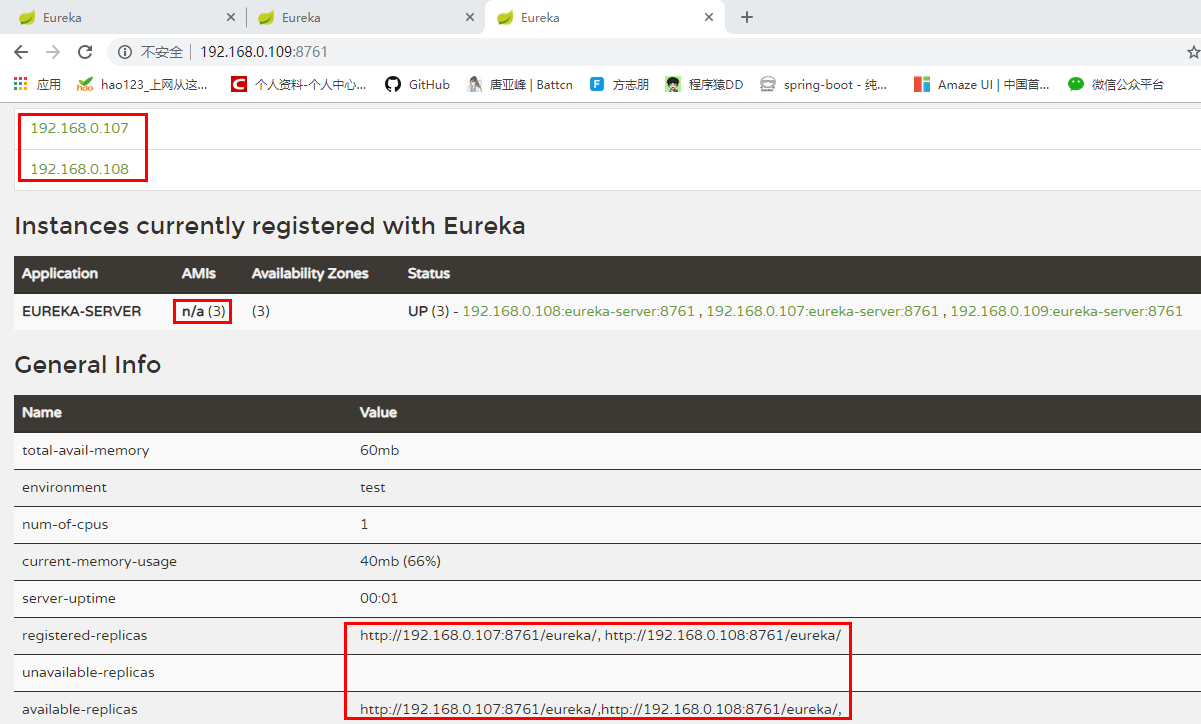 Eureka Eureka Eureka
不安全 192.168.0.109:8761
应用 hao123_上网从这... 个人资料-个人中心... GitHub 唐亚峰 | Battcn 方志朋 程序猿DD spring-boot - 纯... Amaze UI | 中国首... 微信公众平台
192.168.0.107
192.168.0.108
Instances currently registered with Eureka
Application AMIs Availability Zones Status
EUREKA-SERVER n/a (3) (3) UP (3) - 192.168.0.108:eureka-server:8761 , 192.168.0.107:eureka-server:8761 , 192.168.0.109:eureka-server:8761
General Info
Name Value
total-avail-memory 60mb
environment test
num-of-cpus 1
current-memory-usage 40mb (66%)
server-uptime 00:01
registered-replicas http://192.168.0.107:8761/eureka/, http://192.168.0.108:8761/eureka/
unavailable-replicas
available-replicas http://192.168.0.107:8761/eureka/,http://192.168.0.108:8761/eureka/,